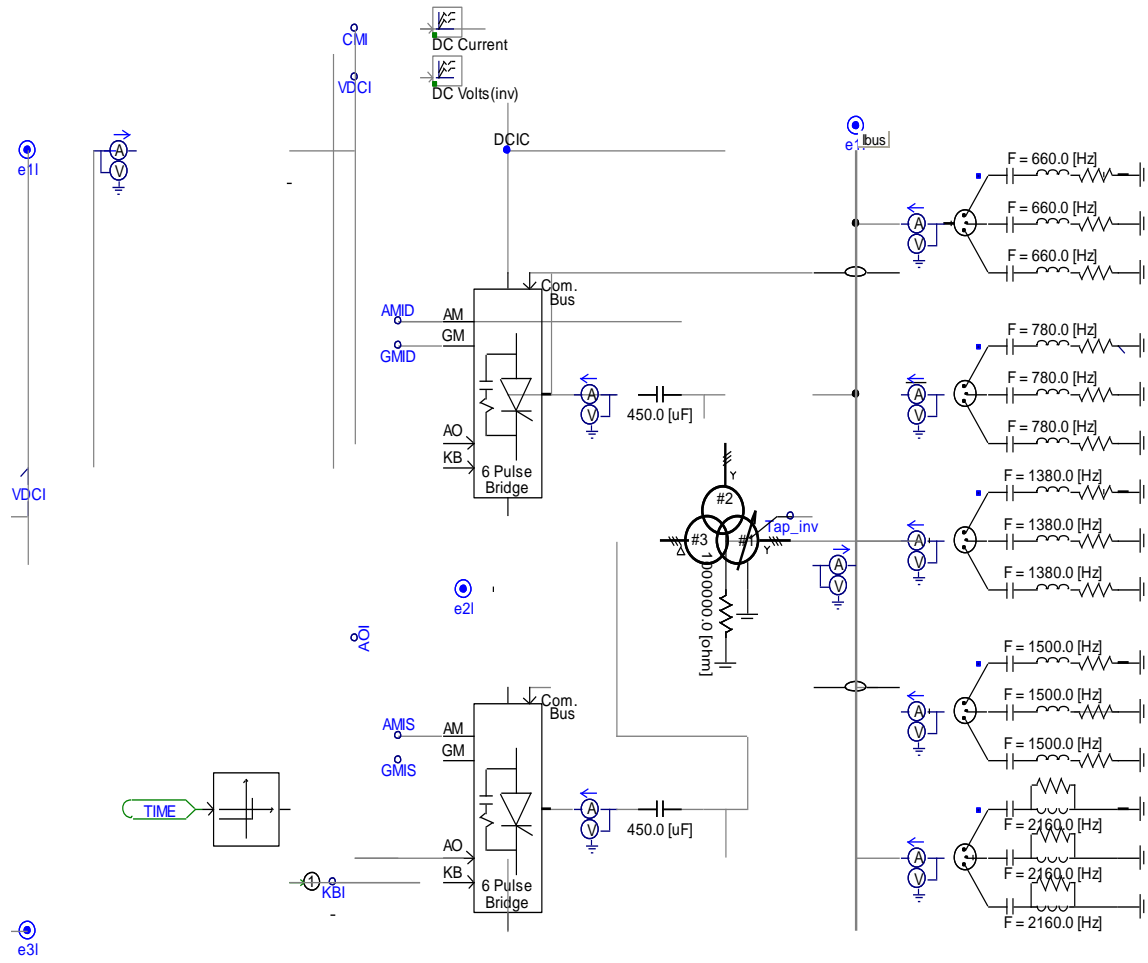 CMI
DC Current
VDCI
DC Volts(inv)
DCIC
Ibus
e1I
A
V
F = 660.0 [Hz]
A
F = 660.0 [Hz]
V
F = 660.0 [Hz]
Com.
Bus
AMID
AM
GM
GMID
F = 780.0 [Hz]
A
V
450.0 [uF]
A
F = 780.0 [Hz]
V
AO
F = 780.0 [Hz]
KB
6 Pulse
Bridge
VDCI
F = 1380.0 [Hz]
#2
Y
Tap_inv
#3
#1
Y
A
F = 1380.0 [Hz]
V
1000000.0 [ohm]
A
V
F = 1380.0 [Hz]
e2I
AOI
F = 1500.0 [Hz]
Com.
Bus
AMIS
AM
GM
GMIS
A
F = 1500.0 [Hz]
V
F = 1500.0 [Hz]
TIME
A
V
450.0 [uF]
F = 2160.0 [Hz]
AO
A
F = 2160.0 [Hz]
V
KB
1
KBI
6 Pulse
Bridge
F = 2160.0 [Hz]
e3I